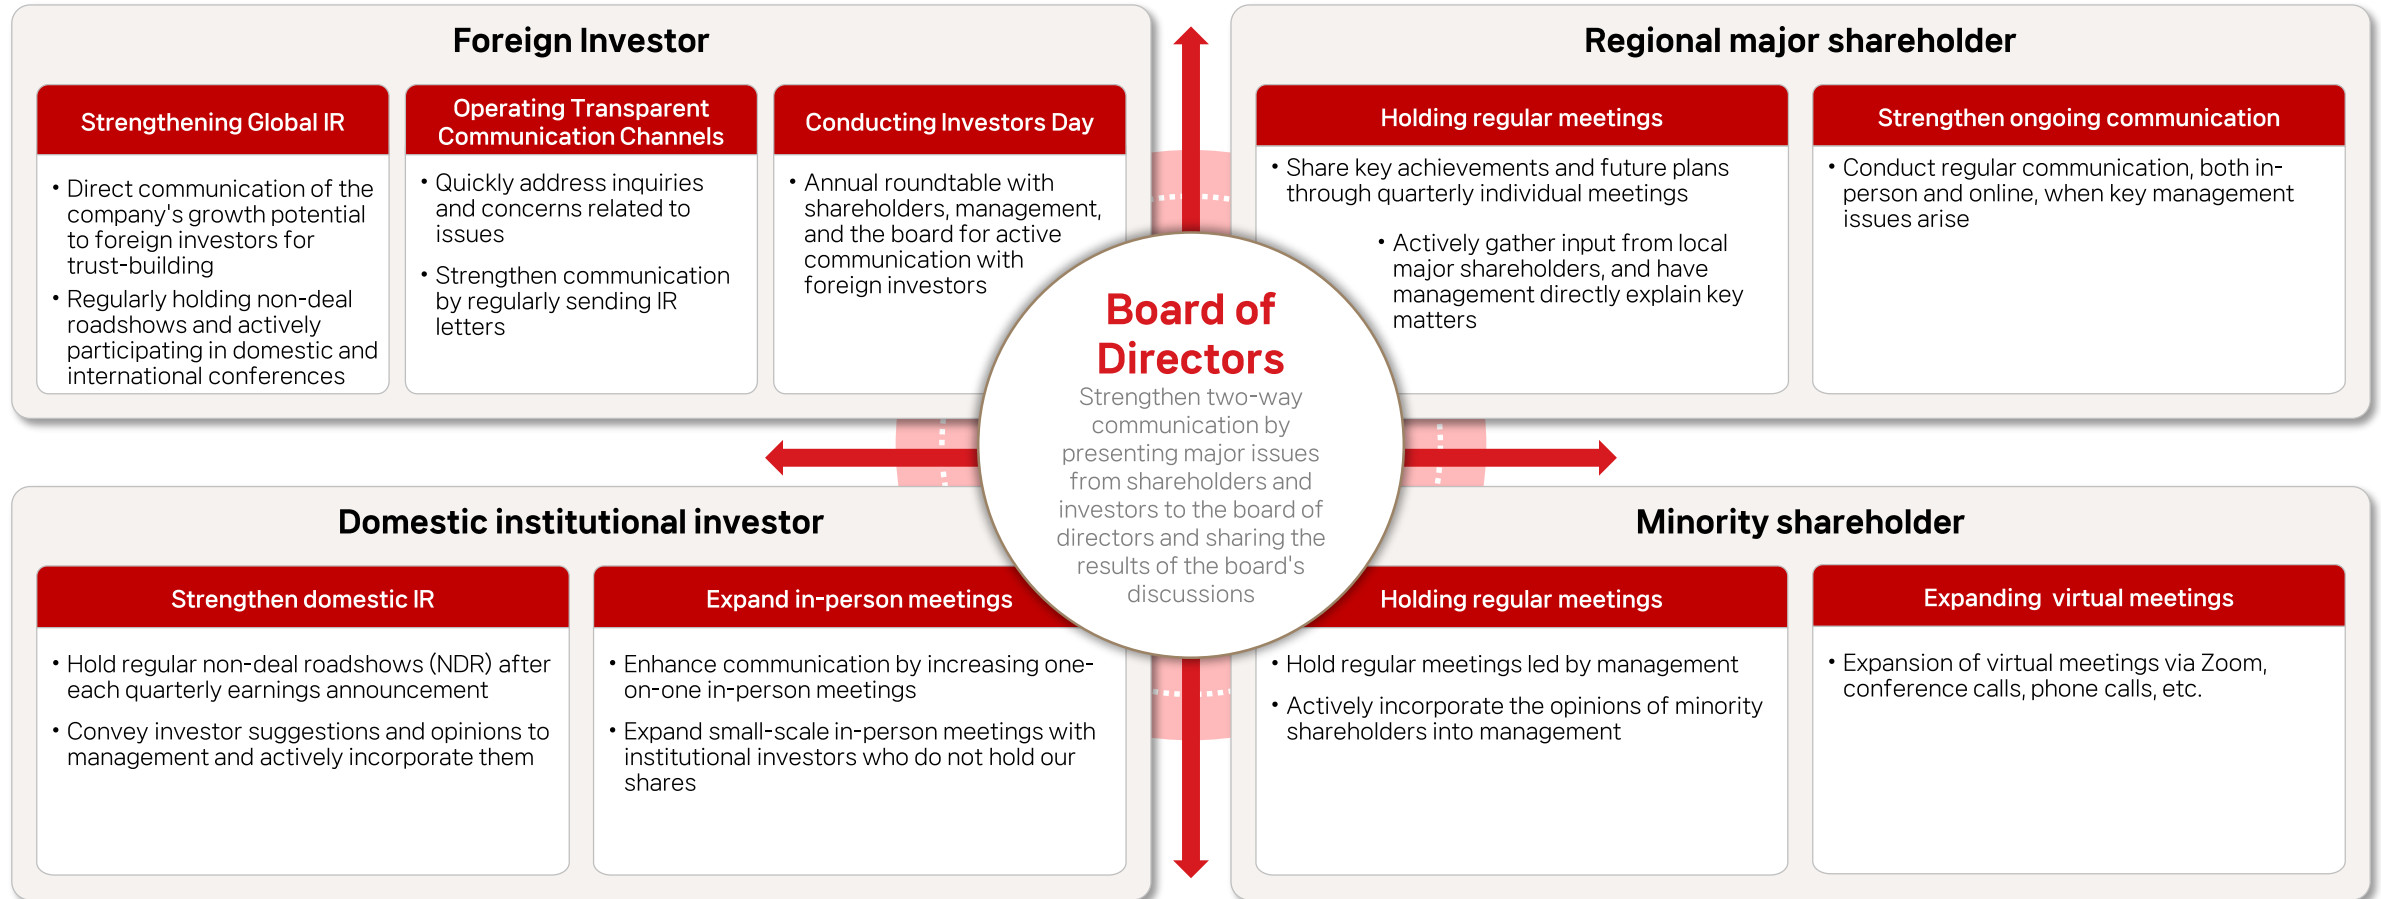 Foreign Investor
Strengthening Global IR
• Direct communication of the
company's growth potential
to foreign investors for
trust-building
• Regularly holding non-deal
roadshows and actively
participating in domestic and
international conferences
Operating Transparent
Communication Channels
• Quickly address inquiries
and concerns related to
issues
• Strengthen communication
by regularly sending IR
letters
Conducting Investors Day
• Annual roundtable with
shareholders, management,
and the board for active
communication with
foreign investors
Regional major shareholder
Holding regular meetings
• Share key achievements and future plans
through quarterly individual meetings
• Actively gather input from local
major shareholders, and have
management directly explain key
matters
Strengthen ongoing communication
• Conduct regular communication, both in-
person and online, when key management
issues arise
Board of
Directors
Strengthen two-way
communication by
presenting major issues
from shareholders and
investors to the board of
directors and sharing the
results of the board's
discussions
Domestic institutional investor
Strengthen domestic IR
• Hold regular non-deal roadshows (NDR) after
each quarterly earnings announcement
• Convey investor suggestions and opinions to
management and actively incorporate them
Expand in-person meetings
• Enhance communication by increasing one-
on-one in-person meetings
• Expand small-scale in-person meetings with
institutional investors who do not hold our
shares
Minority shareholder
Holding regular meetings
• Hold regular meetings led by management
• Actively incorporate the opinions of minority
shareholders into management
Expanding  virtual meetings
• Expansion of virtual meetings via Zoom,
conference calls, phone calls, etc.